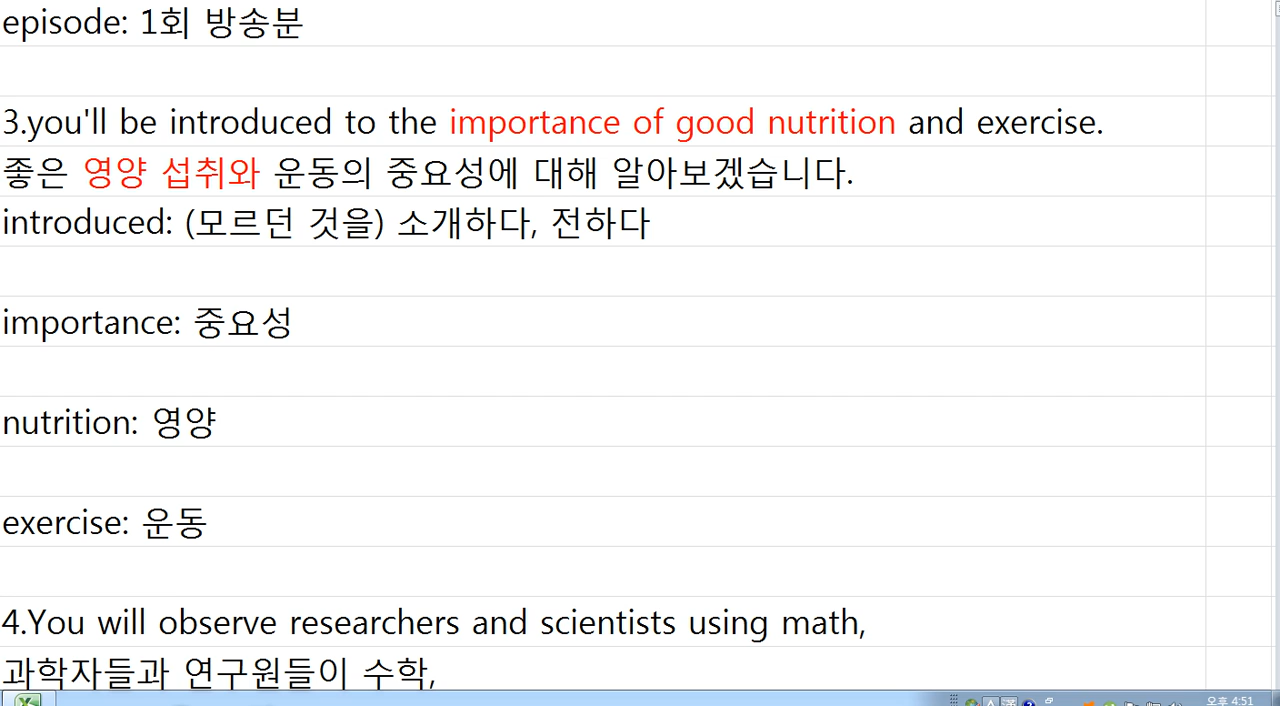 episode: 1회 방송분
3.you'll be introduced to the importance of good nutrition and exercise.
좋은 영양 섭취와 운동의 중요성에 대해 알아보겠습니다.
introduced: (모르던 것을) 소개하다, 전하다
importance: 중요성
nutrition: 영양
exercise: 운동
4.You will observe researchers and scientists using math,
과학자들과 연구원들이 수학,
오후 4:51